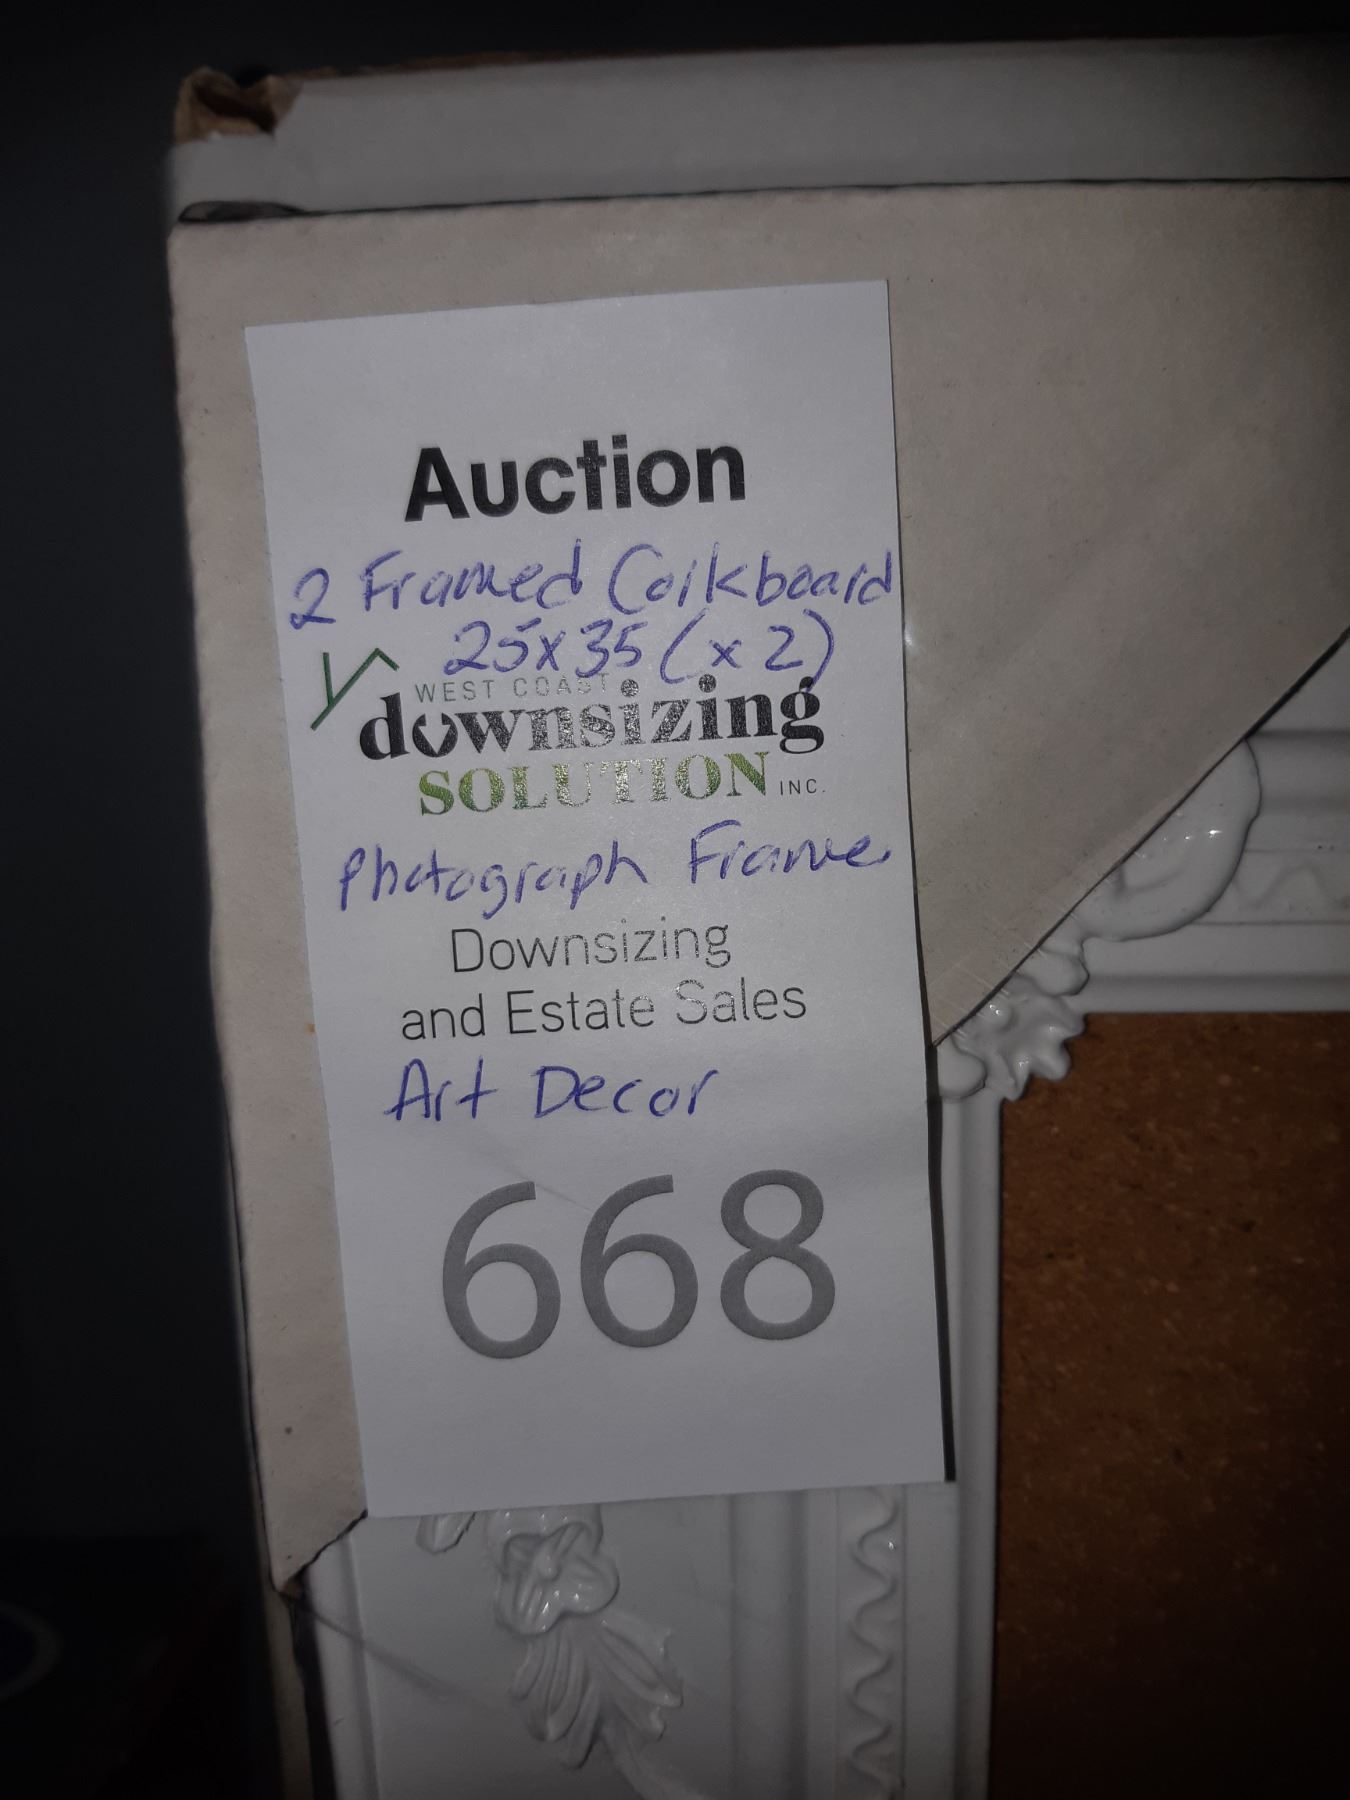 Auction
2 Framed Corkboard
25x35 (x2)
WEST COAST
downsizing
SOLUTION INC.
Photograph Frame
Downsizing
and Estate Sales
Art Decor
668